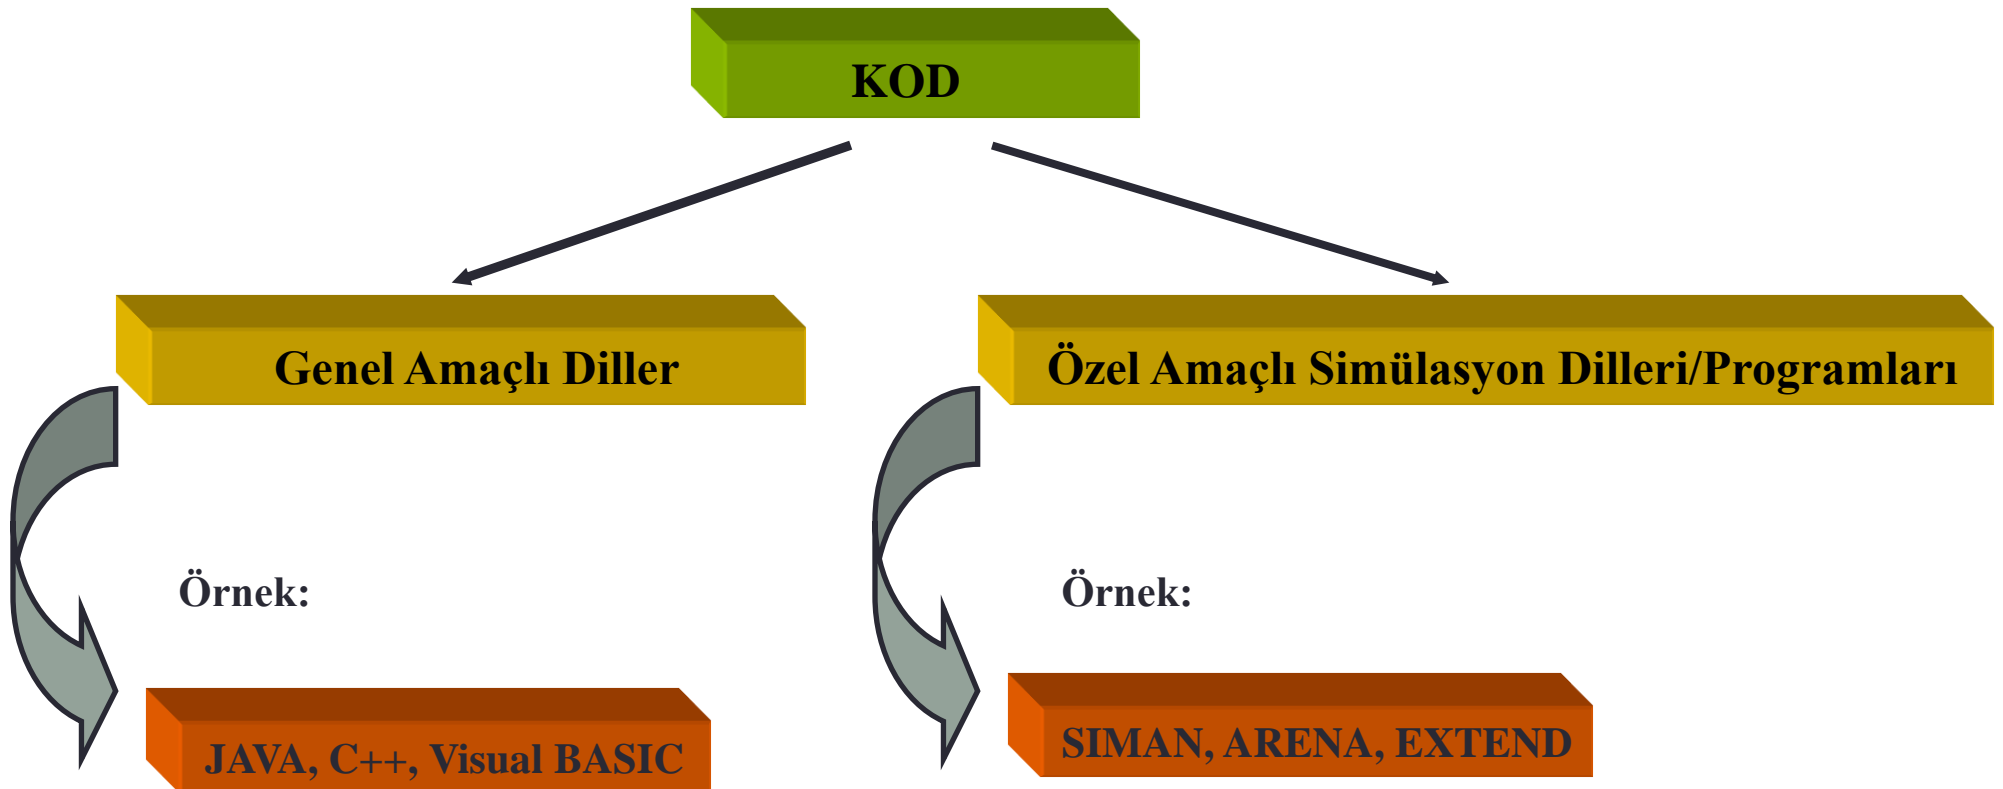 KOD
Genel Amaçlı Diller
Özel Amaçlı Simülasyon Dilleri/Programları
Örnek:
Örnek:
JAVA, C++, Visual BASIC
SIMAN, ARENA, EXTEND